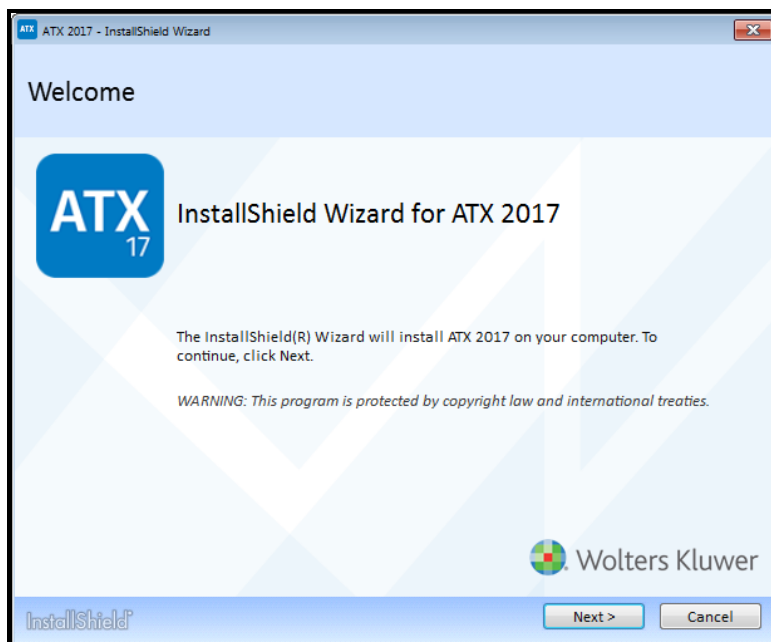 ATX ATX 2017 - InstallShield Wizard
Welcome
ATX
17
InstallShield Wizard for ATX 2017
The InstallShield(R) Wizard will install ATX 2017 on your computer. To
continue, click Next.
WARNING: This program is protected by copyright law and international treaties.
Wolters Kluwer
InstallShield
Next >
Cancel